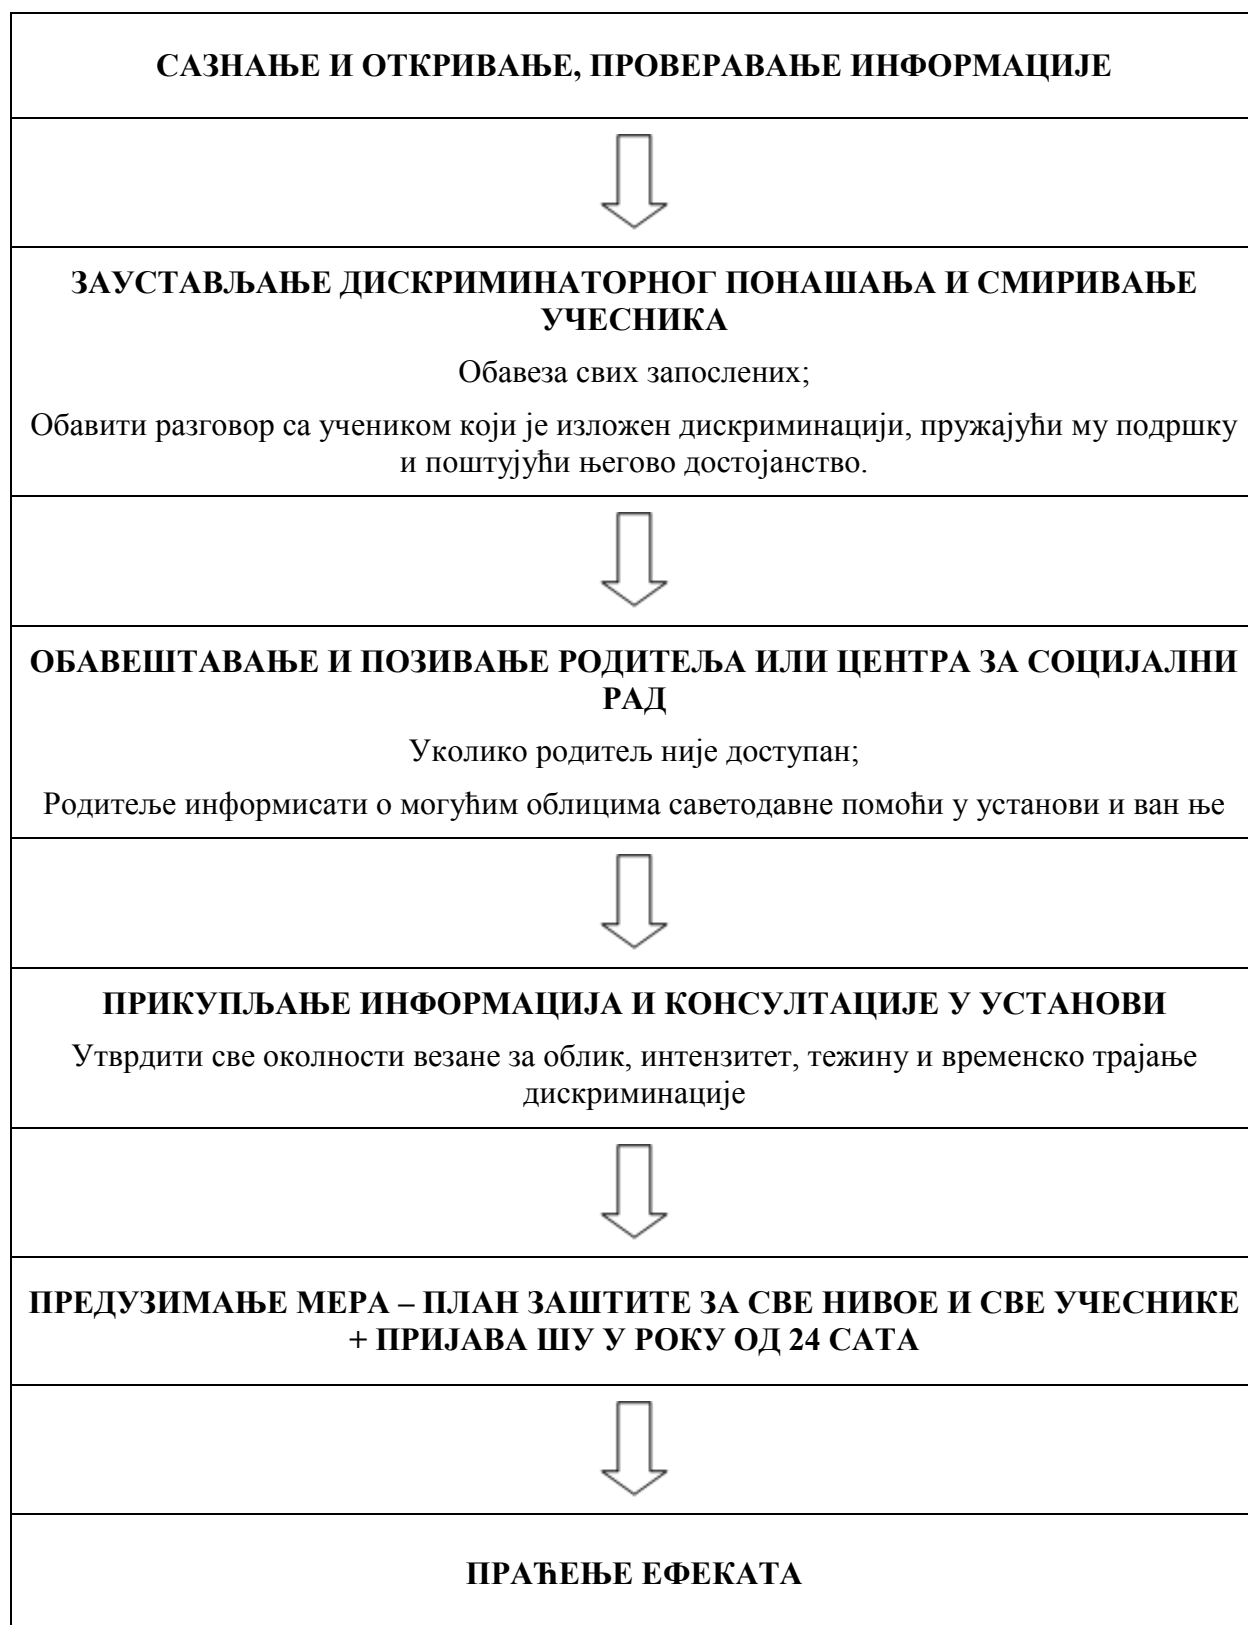 САЗНАЊЕ И ОТКРИВАЊЕ, ПРОВЕРАВАЊЕ ИНФОРМАЦИЈЕ
ЗАУСТАВЉАЊЕ ДИСКРИМИНАТОРНОГ ПОНАШАЊА И СМИРИВАЊЕ
УЧЕСНИКА
Обавеза свих запослених;
Обавити разговор са учеником који је изложен дискриминацији, пружајући му подршку
и поштујући његово достојанство.
ОБАВЕШТАВАЊЕ И ПОЗИВАЊЕ РОДИТЕЉА ИЛИ ЦЕНТРА ЗА СОЦИЈАЛНИ
РАД
Уколико родитељ није доступан;
Родитеље информисати о могућим облицима саветодавне помоћи у установи и ван ње
ПРИКУПЉАЊЕ ИНФОРМАЦИЈА И КОНСУЛТАЦИЈЕ У УСТАНОВИ
Утврдити све околности везане за облик, интензитет, тежину и временско трајање
дискриминације
ПРЕДУЗИМАЊЕ МЕРА – ПЛАН ЗАШТИТЕ ЗА СВЕ НИВОЕ И СВЕ УЧЕСНИКЕ
+ ПРИЈАВА ШУ У РОКУ ОД 24 САТА
ПРАЋЕЊЕ ЕФЕКАТА